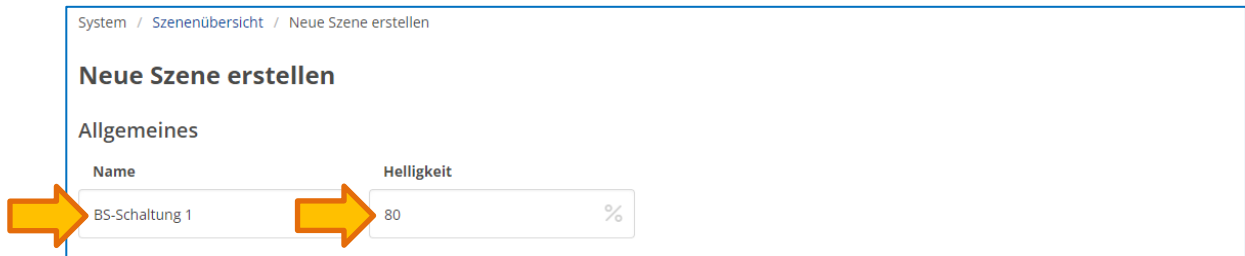 System / Szenenübersicht / Neue Szene erstellen
Neue Szene erstellen
Allgemeines
Name Helligkeit
BS-Schaltung 1 80 %